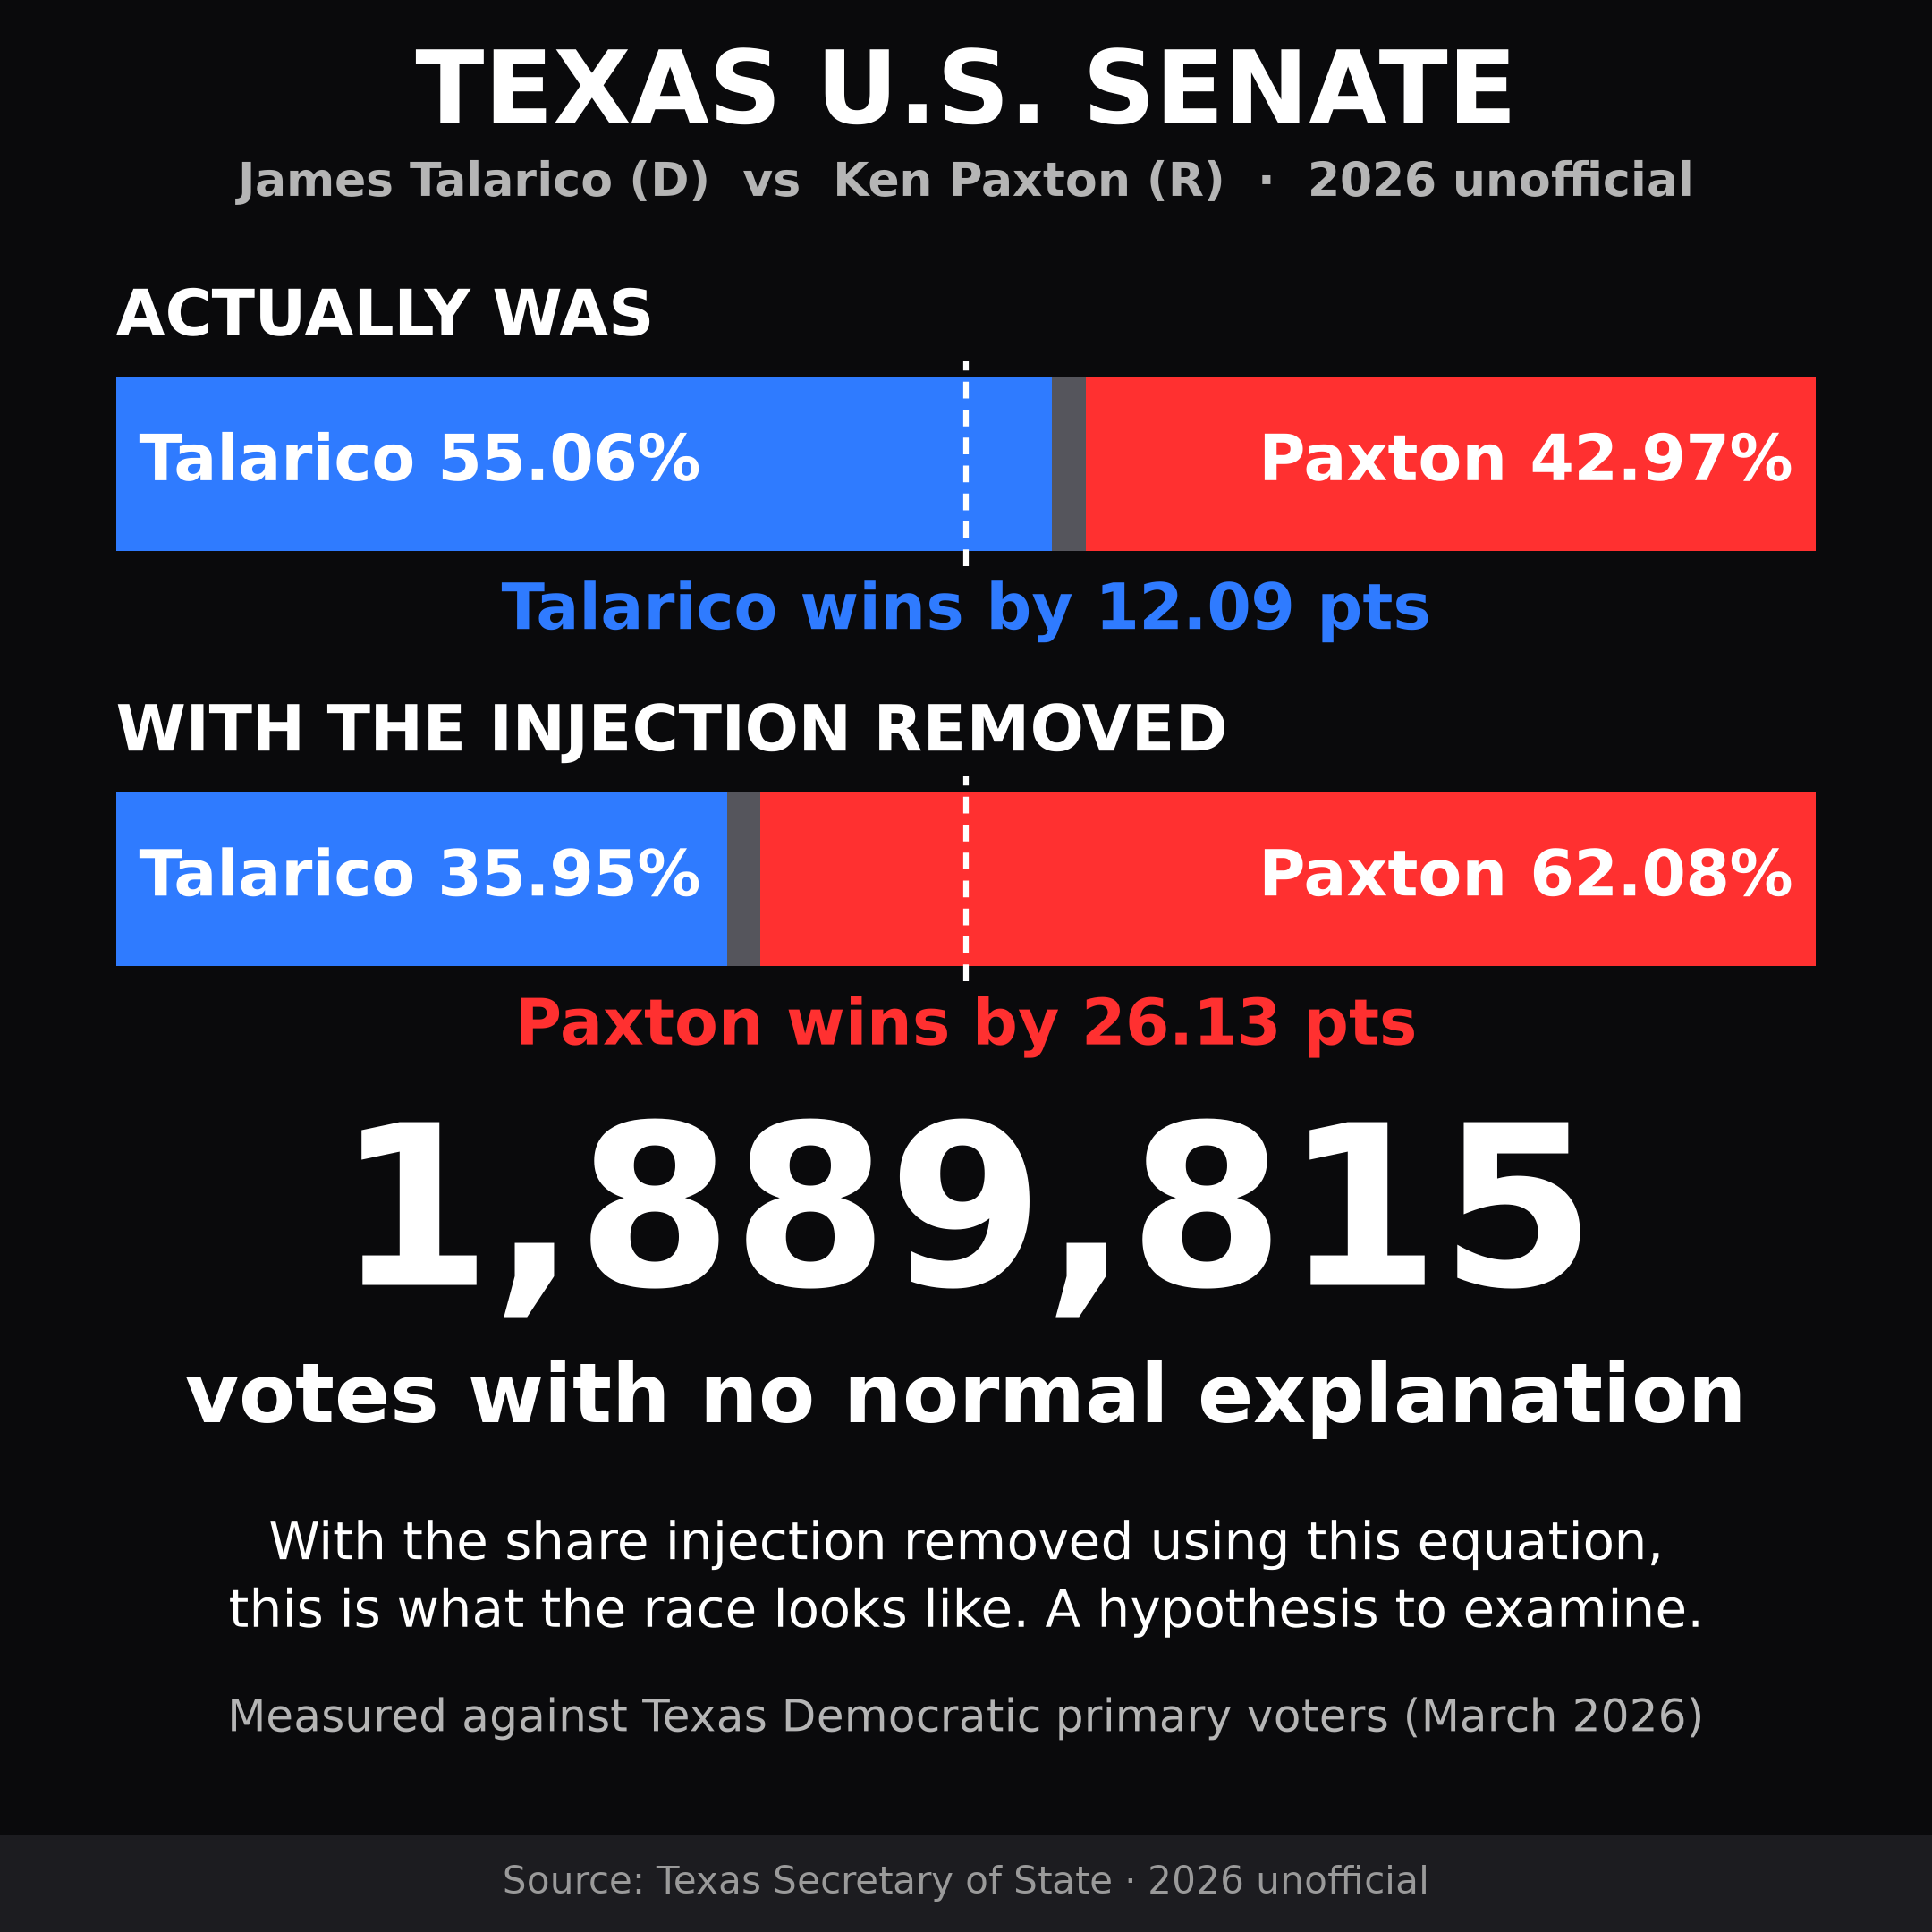 TEXAS U.S. SENATE
James Talarico (D) vs Ken Paxton (R) · 2026 unofficial
ACTUALLY WAS
Talarico 55.06%
Paxton 42.97%
Talarico wins by 12.09 pts
WITH THE INJECTION REMOVED
Talarico 35.95%
Paxton 62.08%
Paxton wins by 26.13 pts
1,889,815
votes with no normal explanation
With the share injection removed using this equation,
this is what the race looks like. A hypothesis to examine.
Measured against Texas Democratic primary voters (March 2026)
Source: Texas Secretary of State · 2026 unofficial